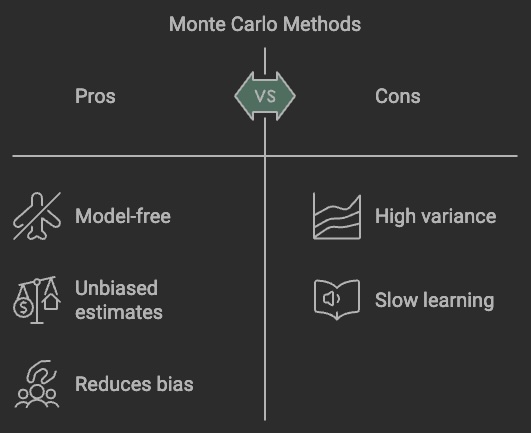 Monte Carlo Methods
Pros
VS
Cons
Model-free
High variance
Unbiased
estimates
Slow learning
Reduces bias
$